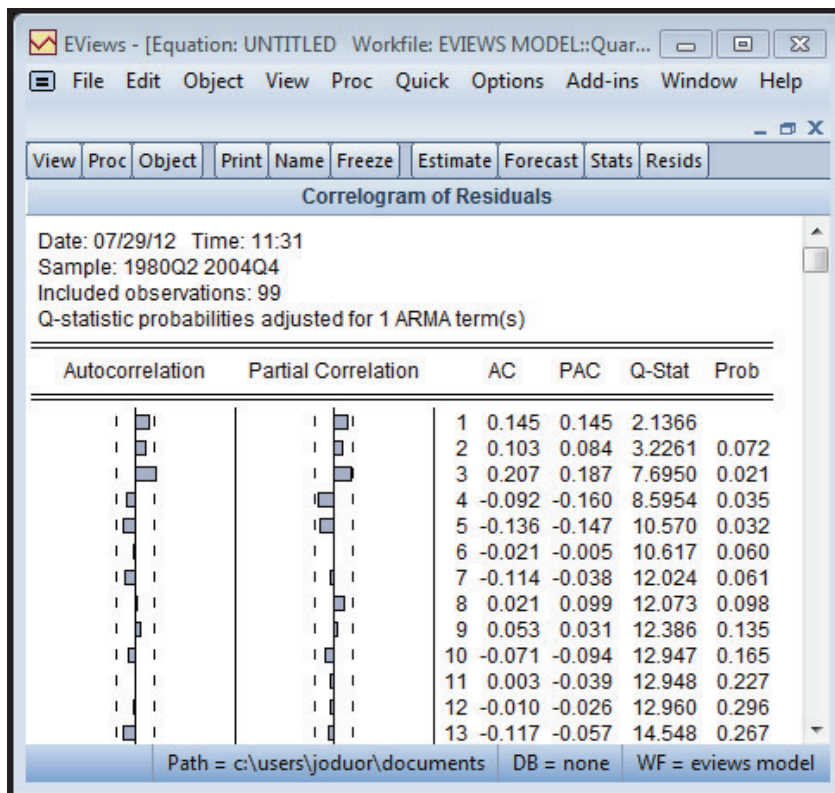 EViews - [Equation: UNTITLED Workfile: EVIEWS MODEL::Quar...
File Edit Object View Proc Quick Options Add-ins Window Help
View Proc Object Print Name Freeze Estimate Forecast Stats Resids
Correlogram of Residuals
Date: 07/29/12 Time: 11:31
Sample: 1980Q2 2004Q4
Included observations: 99
Q-statistic probabilities adjusted for 1 ARMA term(s)
Autocorrelation Partial Correlation AC PAC Q-Stat Prob
1 0.145 0.145 2.1366
2 0.103 0.084 3.2261 0.072
3 0.207 0.187 7.6950 0.021
4 -0.092 -0.160 8.5954 0.035
5 -0.136 -0.147 10.570 0.032
6 -0.021 -0.005 10.617 0.060
7 -0.114 -0.038 12.024 0.061
8 0.021 0.099 12.073 0.098
9 0.053 0.031 12.386 0.135
10 -0.071 -0.094 12.947 0.165
11 0.003 -0.039 12.948 0.227
12 -0.010 -0.026 12.960 0.296
13 -0.117 -0.057 14.548 0.267
Path = c:\users\joduor\documents DB = none WF = eviews model